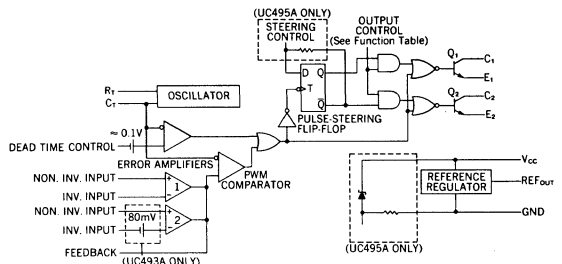 (UC495A ONLY)
STEERING
CONTROL
OUTPUT
CONTROL
(See Function Table)
D Q
T
Q̅
Q₁
C₁
E₁
Q₂
C₂
E₂
RT
CT
OSCILLATOR
PULSE-STEERING
FLIP-FLOP
≈ 0.1V
DEAD TIME CONTROL
ERROR AMPLIFIERS
PWM
COMPARATOR
NON. INV. INPUT
+
1
INV. INPUT
−
NON. INV. INPUT
+
80mV
2
INV. INPUT
−
FEEDBACK
(UC493A ONLY)
VCC
REFERENCE
REGULATOR
REFOUT
GND
(UC495A ONLY)